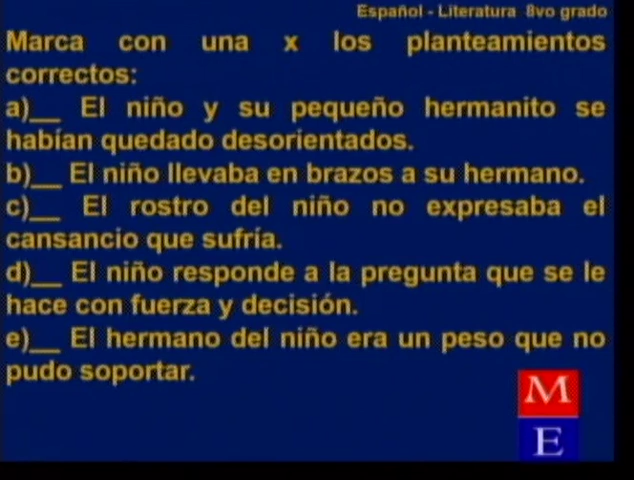 Español - Literatura 8vo grado
Marca con una x los planteamientos
correctos:
a)__ El niño y su pequeño hermanito se
habían quedado desorientados.
b)__ El niño llevaba en brazos a su hermano.
c)__ El rostro del niño no expresaba el
cansancio que sufría.
d)__ El niño responde a la pregunta que se le
hace con fuerza y decisión.
e)__ El hermano del niño era un peso que no
pudo soportar.
M
E